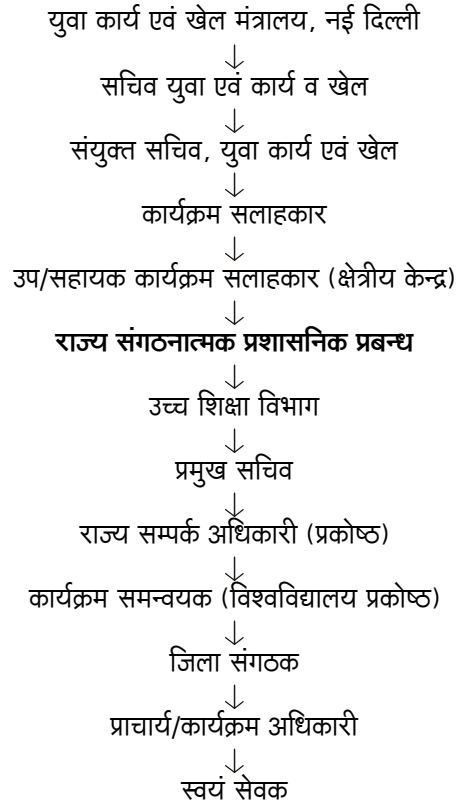 युवा कार्य एवं खेल मंत्रालय, नई दिल्ली
सचिव युवा एवं कार्य व खेल
संयुक्त सचिव, युवा कार्य एवं खेल
कार्यक्रम सलाहकार
उप/सहायक कार्यक्रम सलाहकार (क्षेत्रीय केन्द्र)
राज्य संगठनात्मक प्रशासनिक प्रबन्ध
उच्च शिक्षा विभाग
प्रमुख सचिव
राज्य सम्पर्क अधिकारी (प्रकोष्ठ)
कार्यक्रम समन्वयक (विश्वविद्यालय प्रकोष्ठ)
जिला संगठक
प्राचार्य/कार्यक्रम अधिकारी
स्वयं सेवक